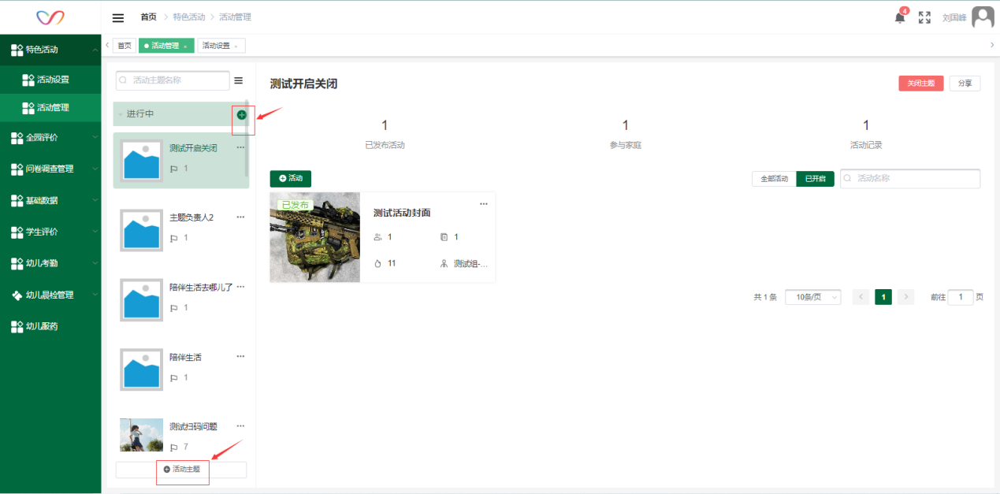 首页 > 特色活动 > 活动管理
4
刘国峰
特色活动
活动设置
活动管理
全园评价
问卷调查管理
基础数据
学生评价
幼儿考勤
幼儿晨检管理
幼儿服药
首页
活动管理 ×
活动设置 ×
活动主题名称
进行中
测试开启关闭 ...
1
主题负责人2 ...
1
陪伴生活去哪儿了 ...
1
陪伴生活 ...
1
测试扫码问题 ...
7
活动主题
测试开启关闭
关闭主题
分享
1
已发布活动
1
参与家庭
1
活动记录
活动
全部活动
已开启
活动名称
已发布
测试活动封面 ...
1
1
11
测试组-...
共 1 条
10条/页
< 1 >
前往 1 页